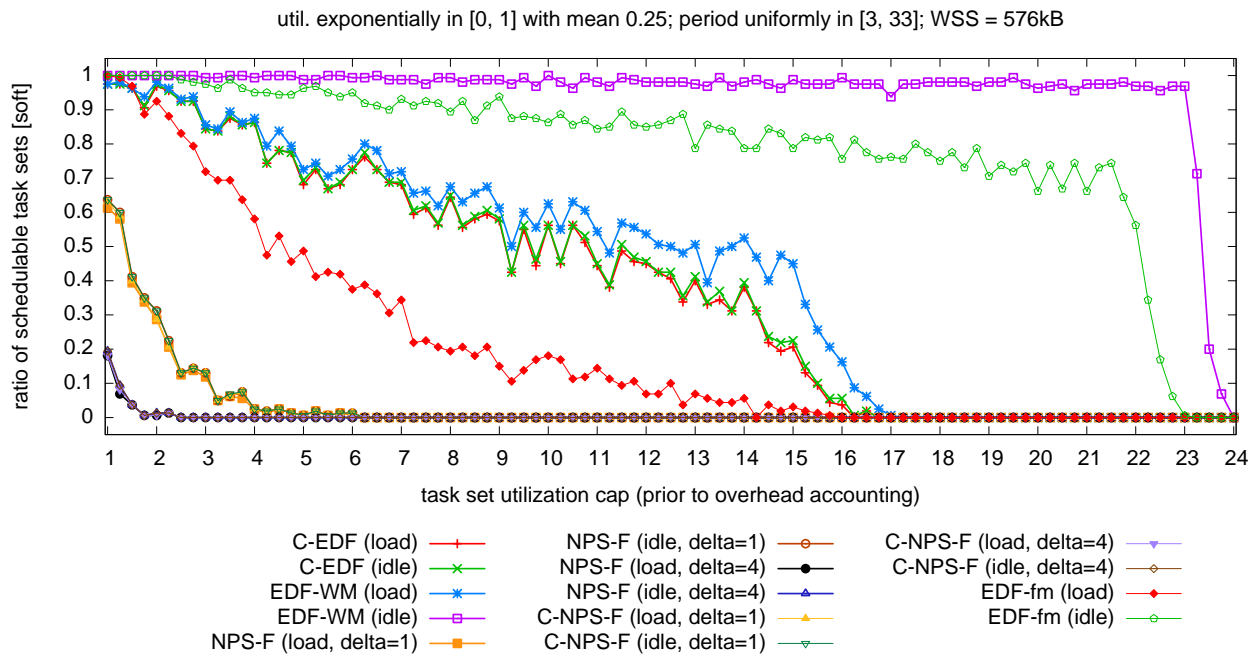 util. exponentially in [0, 1] with mean 0.25; period uniformly in [3, 33]; WSS = 576kB
ratio of schedulable task sets [soft]
1
0.9
0.8
0.7
0.6
0.5
0.4
0.3
0.2
0.1
0
1 2 3 4 5 6 7 8 9 10 11 12 13 14 15 16 17 18 19 20 21 22 23 24
task set utilization cap (prior to overhead accounting)
C-EDF (load)
C-EDF (idle)
EDF-WM (load)
EDF-WM (idle)
NPS-F (load, delta=1)
NPS-F (idle, delta=1)
NPS-F (load, delta=4)
NPS-F (idle, delta=4)
C-NPS-F (load, delta=1)
C-NPS-F (idle, delta=1)
C-NPS-F (load, delta=4)
C-NPS-F (idle, delta=4)
EDF-fm (load)
EDF-fm (idle)